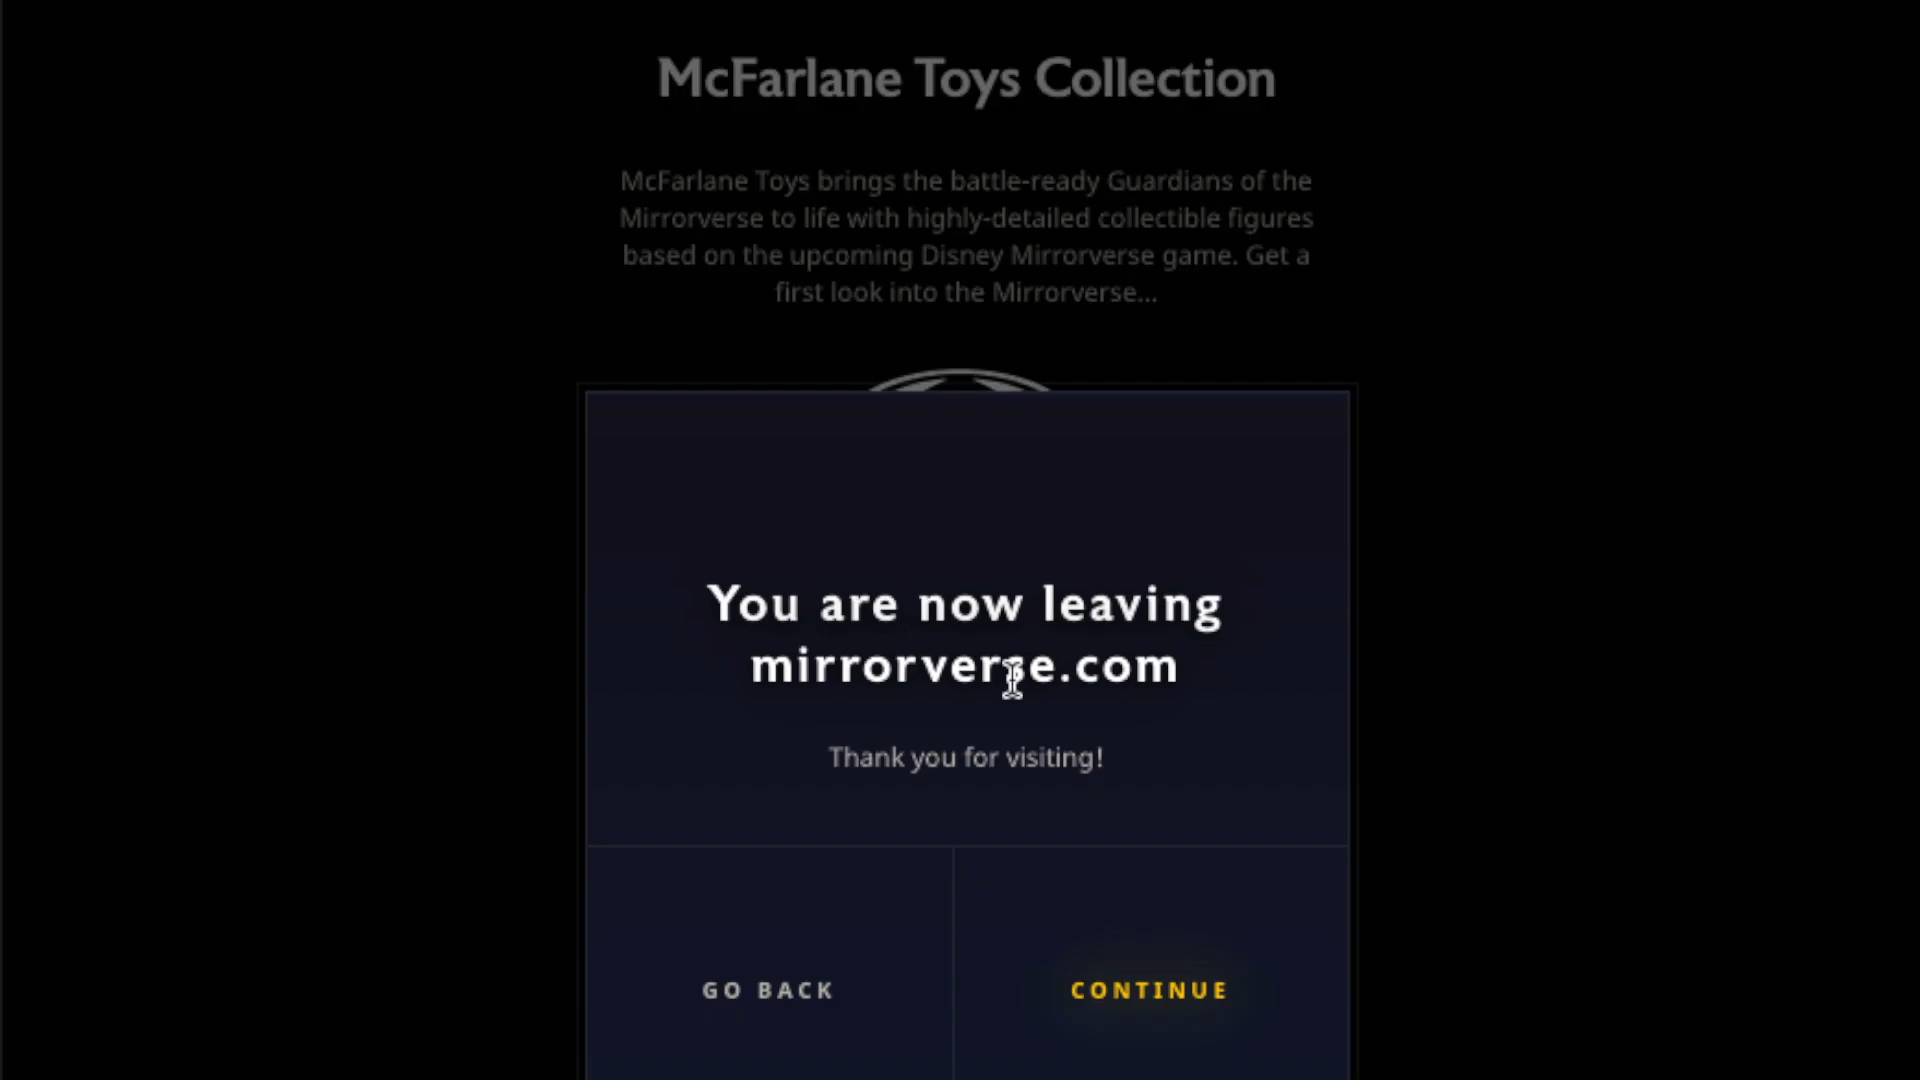 McFarlane Toys Collection
McFarlane Toys brings the battle-ready Guardians of the
Mirrorverse to life with highly-detailed collectible figures
based on the upcoming Disney Mirrorverse game. Get a
first look into the Mirrorverse...
You are now leaving
mirrorverse.com
Thank you for visiting!
GO BACK
CONTINUE